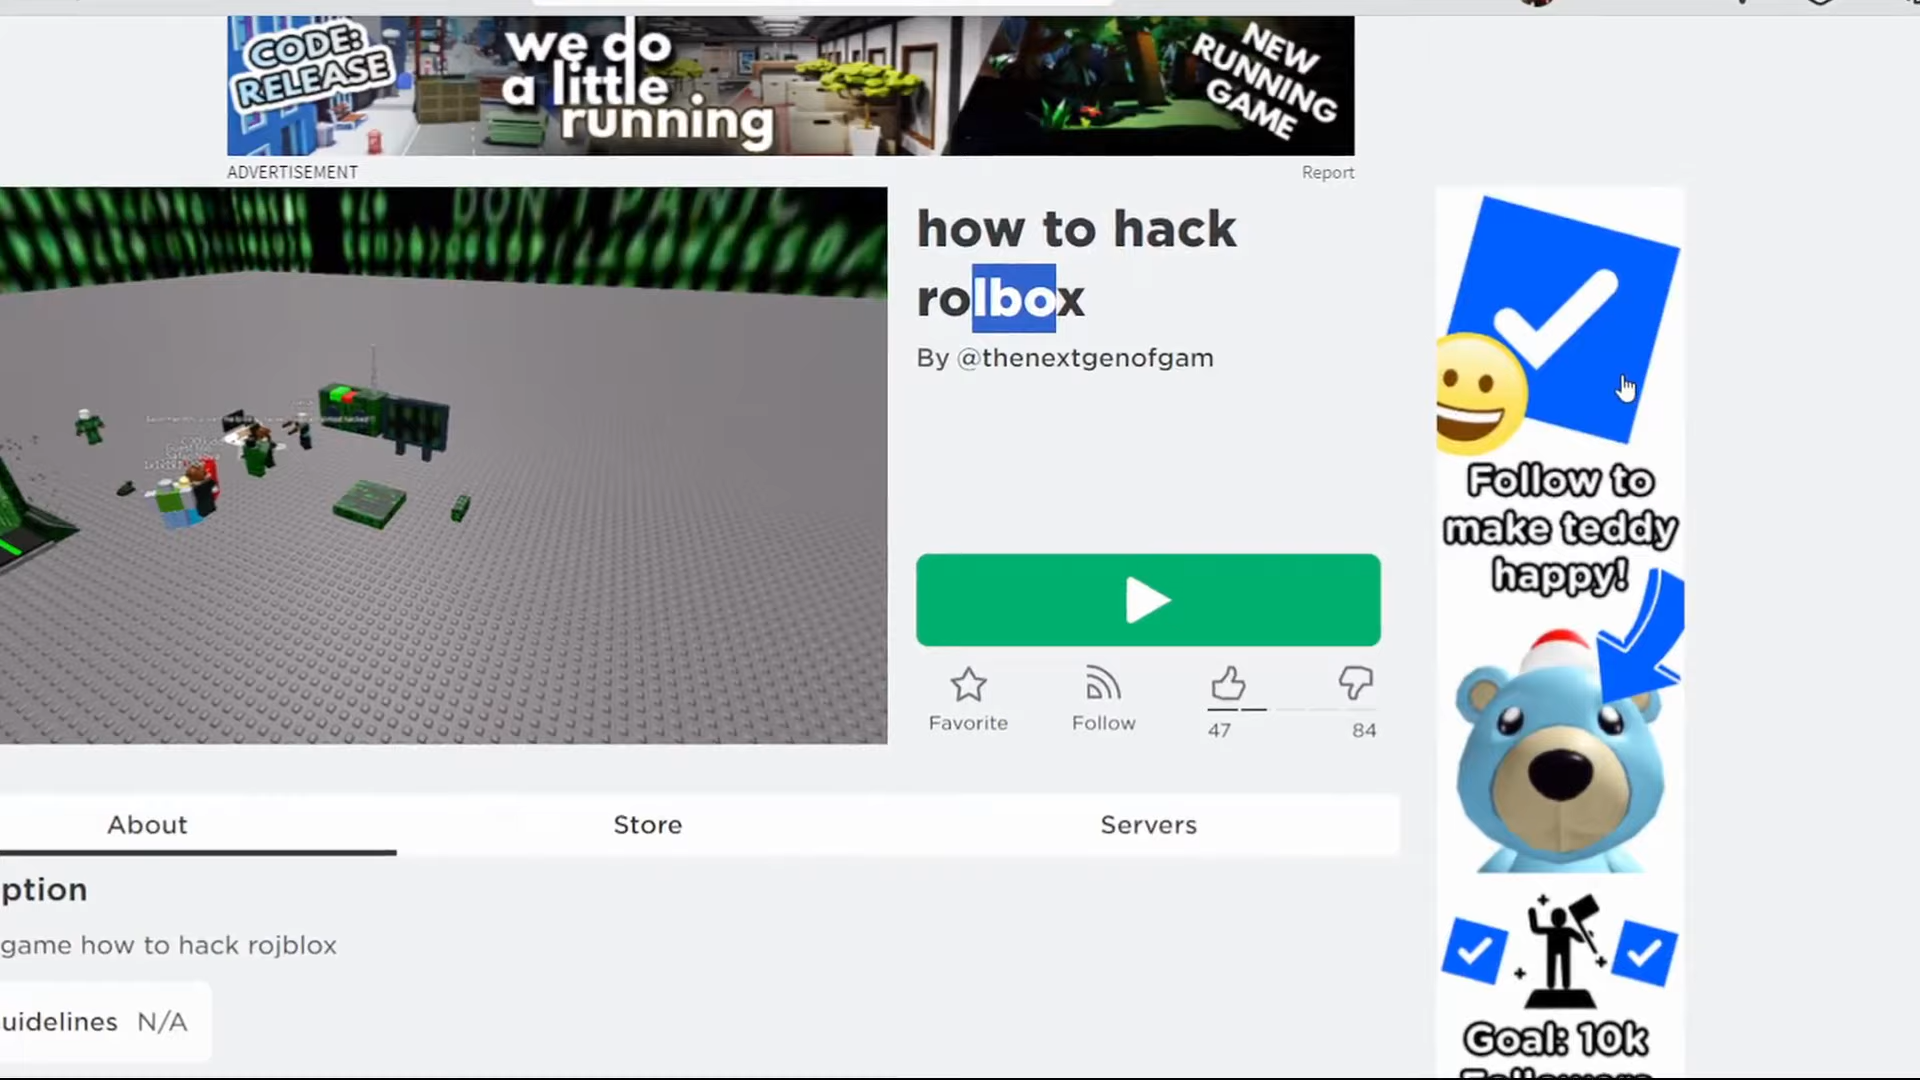 CODE:
RELEASE
we do
a little
running
NEW
RUNNING
GAME
ADVERTISEMENT
Report
DON'T PANIC
how to hack
rolbox
By @thenextgenofgam
Follow to
make teddy
happy!
Favorite
Follow
47
84
About
Store
Servers
ption
game how to hack rojblox
uidelines N/A
Goal: 10k